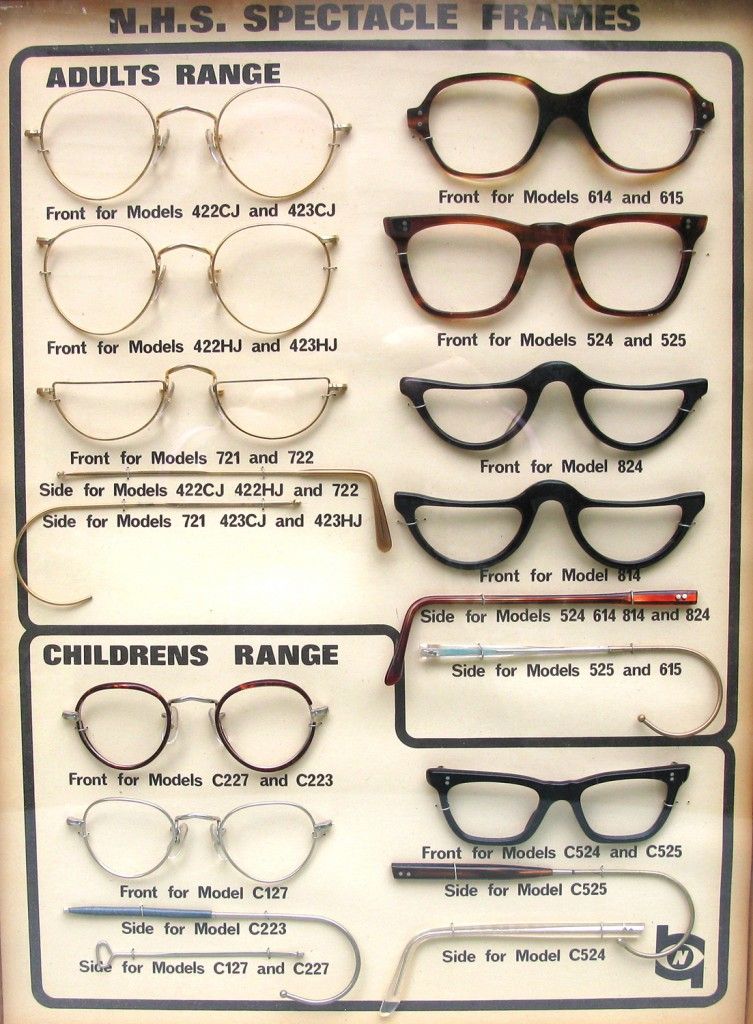 N.H.S. SPECTACLE FRAMES
ADULTS RANGE
Front for Models 422CJ and 423CJ
Front for Models 422HJ and 423HJ
Front for Models 721 and 722
Side for Models 422CJ 422HJ and 722
Side for Models 721 423CJ and 423HJ
Front for Models 614 and 615
Front for Models 524 and 525
Front for Model 824
Front for Model 814
Side for Models 524 614 814 and 824
Side for Models 525 and 615
CHILDRENS RANGE
Front for Models C227 and C223
Front for Model C127
Side for Model C223
Side for Models C127 and C227
Front for Models C524 and C525
Side for Model C525
Side for Model C524
N